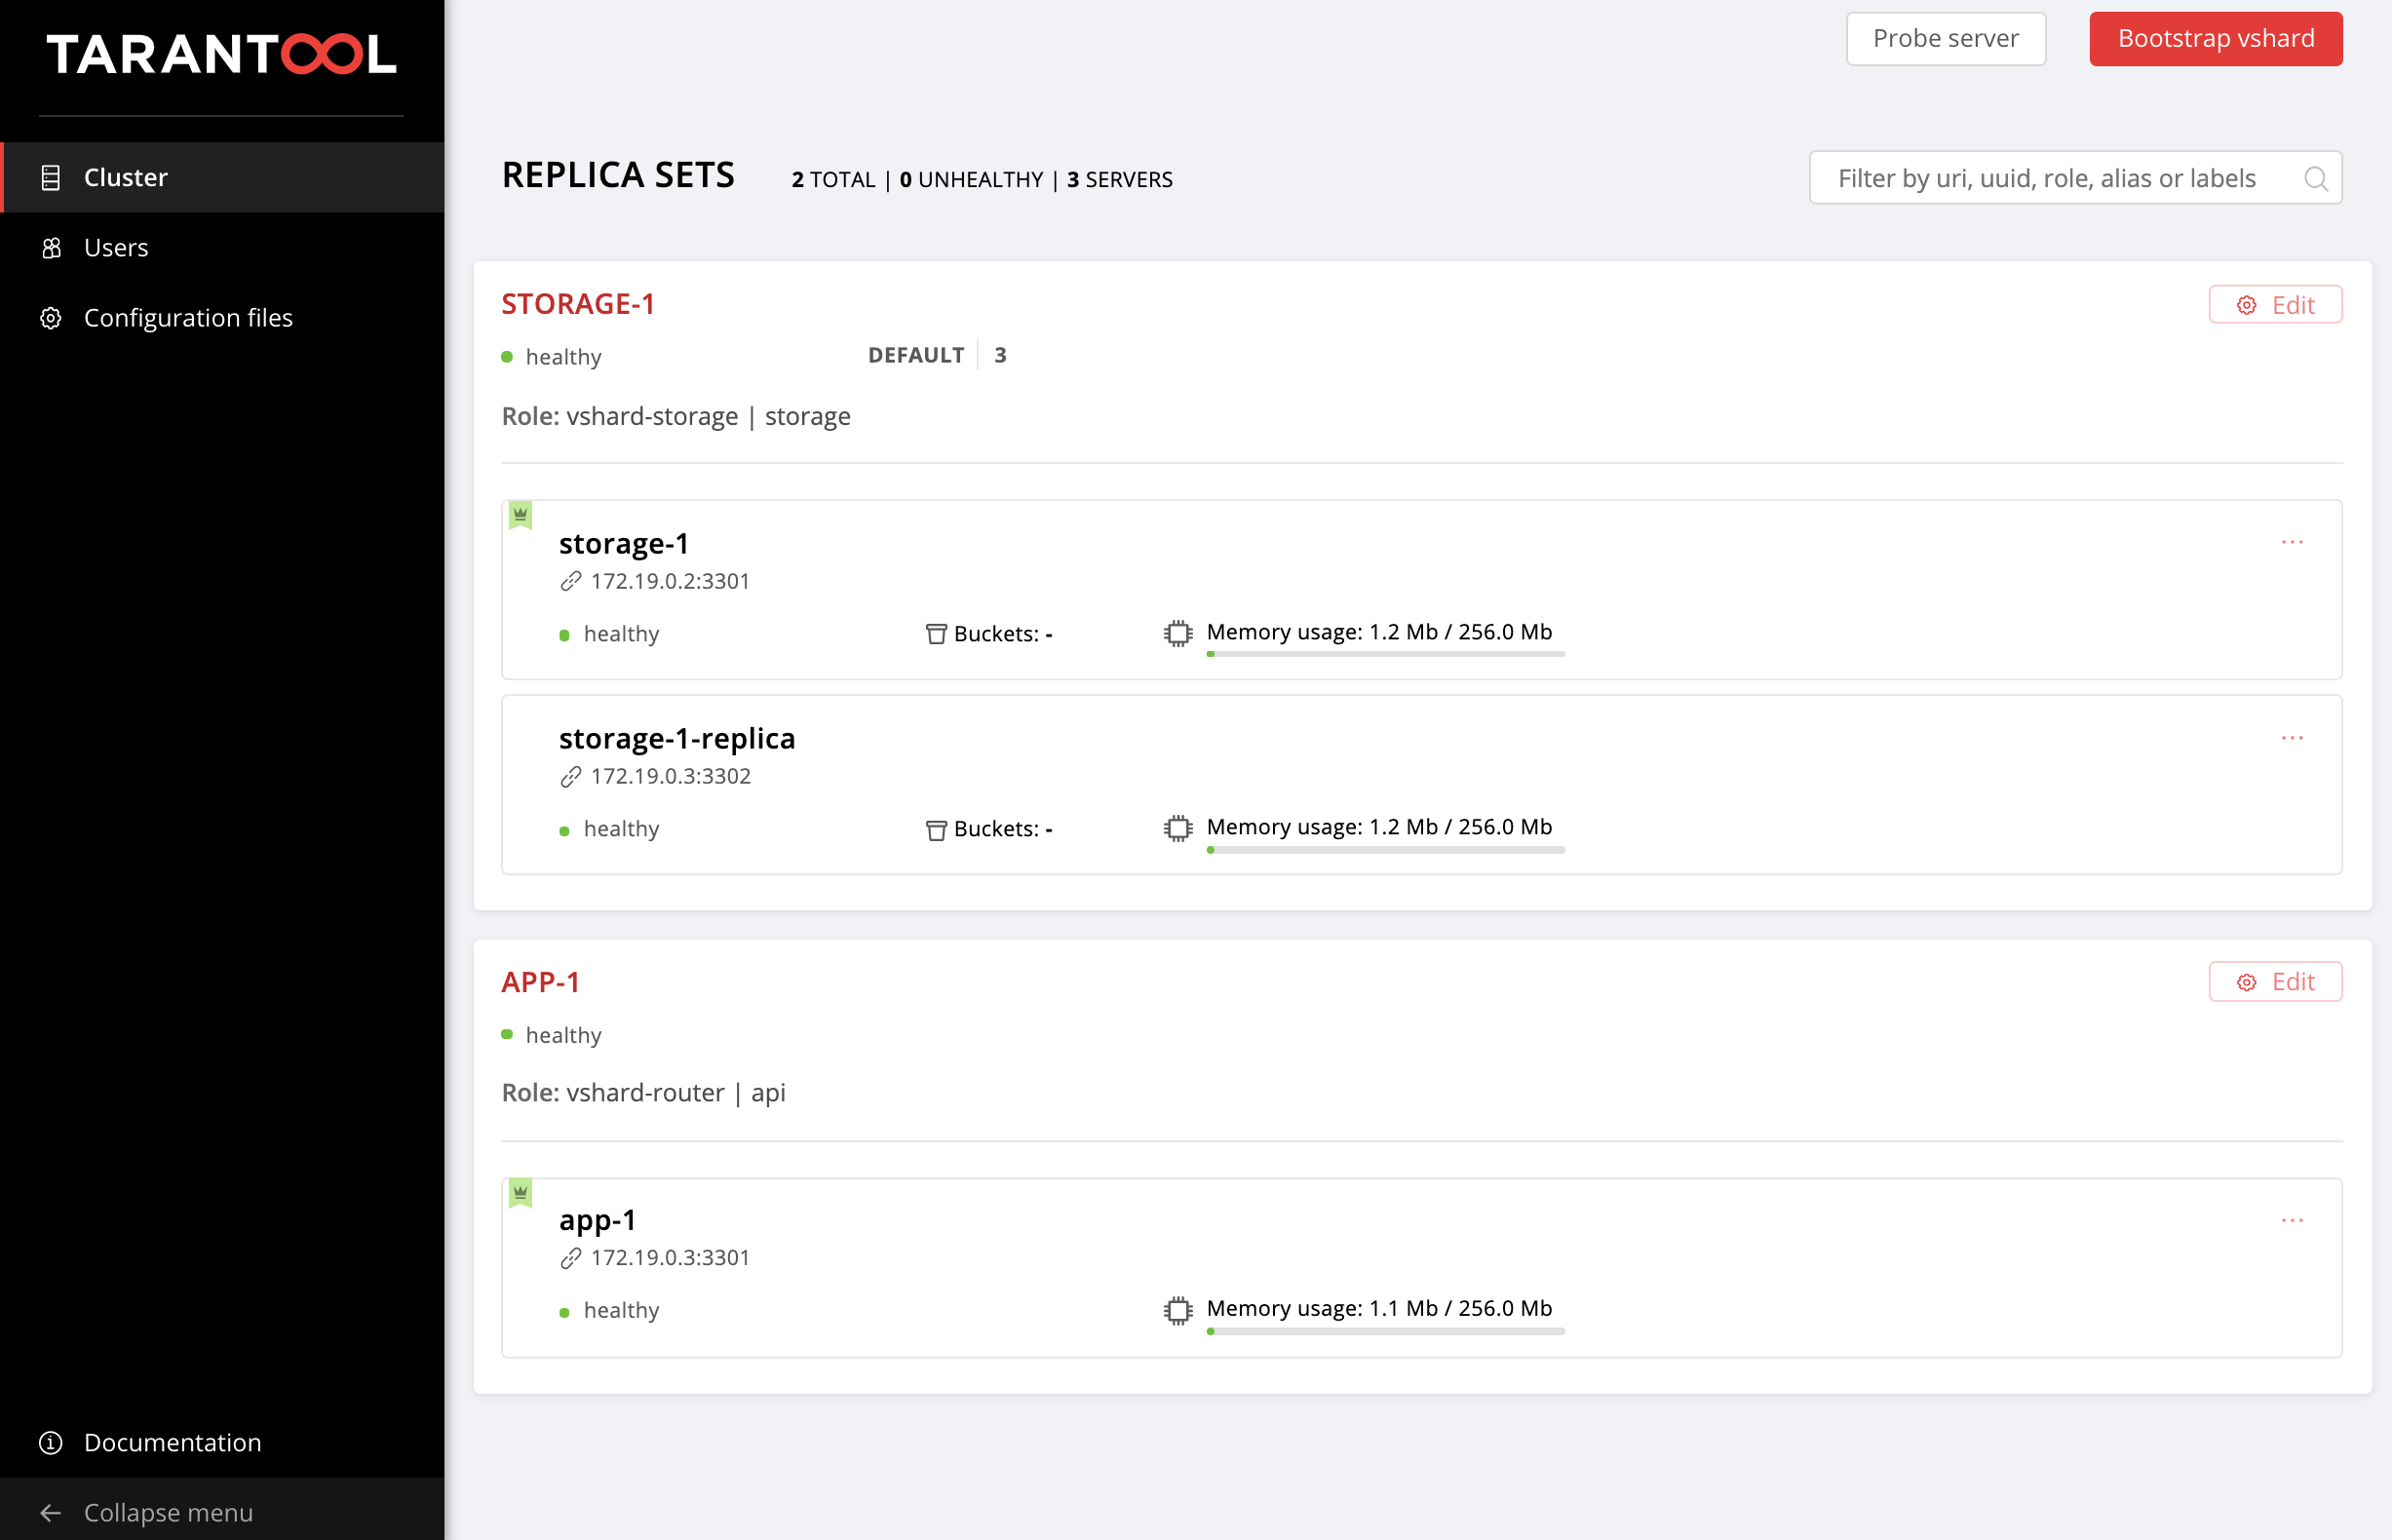 TARANTOOL
Cluster
Users
Configuration files
Documentation
Collapse menu
Probe server
Bootstrap vshard
REPLICA SETS 2 TOTAL | 0 UNHEALTHY | 3 SERVERS
Filter by uri, uuid, role, alias or labels
STORAGE-1
Edit
healthy
DEFAULT 3
Role: vshard-storage | storage
storage-1
...
172.19.0.2:3301
healthy
Buckets: -
Memory usage: 1.2 Mb / 256.0 Mb
storage-1-replica
...
172.19.0.3:3302
healthy
Buckets: -
Memory usage: 1.2 Mb / 256.0 Mb
APP-1
Edit
healthy
Role: vshard-router | api
app-1
...
172.19.0.3:3301
healthy
Memory usage: 1.1 Mb / 256.0 Mb